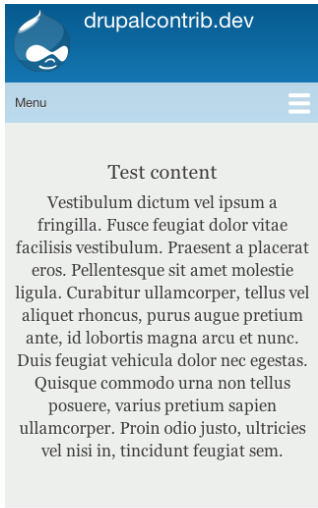 drupalcontrib.dev
Menu
Test content
Vestibulum dictum vel ipsum a
fringilla. Fusce feugiat dolor vitae
facilisis vestibulum. Praesent a placerat
eros. Pellentesque sit amet molestie
ligula. Curabitur ullamcorper, tellus vel
aliquet rhoncus, purus augue pretium
ante, id lobortis magna arcu et nunc.
Duis feugiat vehicula dolor nec egestas.
Quisque commodo urna non tellus
posuere, varius pretium sapien
ullamcorper. Proin odio justo, ultricies
vel nisi in, tincidunt feugiat sem.